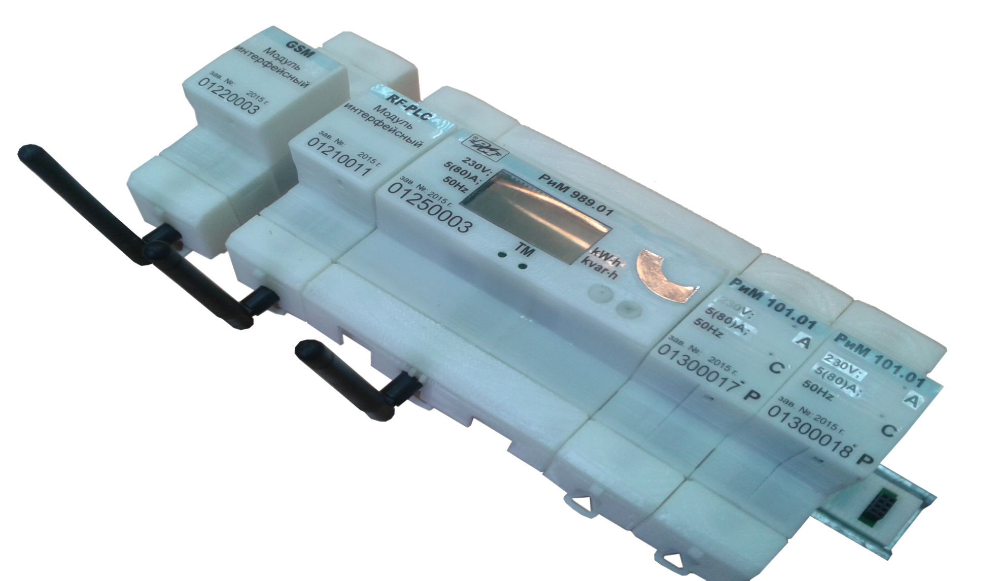 GSM
Модуль
интерфейсный
зав. №:
2015 г.
01220003
RF-PLC
Модуль
интерфейсный
зав. №:
2015 г.
01210011
®
РиМ
230V;
5(80)A;
50Hz
зав. №: 2015 г.
01250003
РиМ 989.01
TM
kW·h
kvar·h
РиМ 101.01
230V;
5(80)A;
50Hz
A
C
зав. №: 2015 г.
01300017 P
РиМ 101.01
230V;
5(80)A;
50Hz
A
C
зав. №: 2015 г.
01300018 P